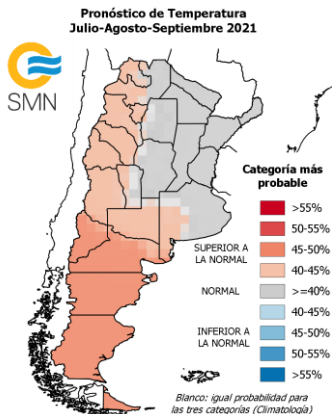 Pronóstico de Temperatura
Julio-Agosto-Septiembre 2021
SMN
Categoría más
probable
>55%
50-55%
SUPERIOR A
LA NORMAL
45-50%
40-45%
NORMAL
>=40%
INFERIOR A
LA NORMAL
40-45%
45-50%
50-55%
>55%
Blanco: igual probabilidad para
las tres categorías (Climatología)